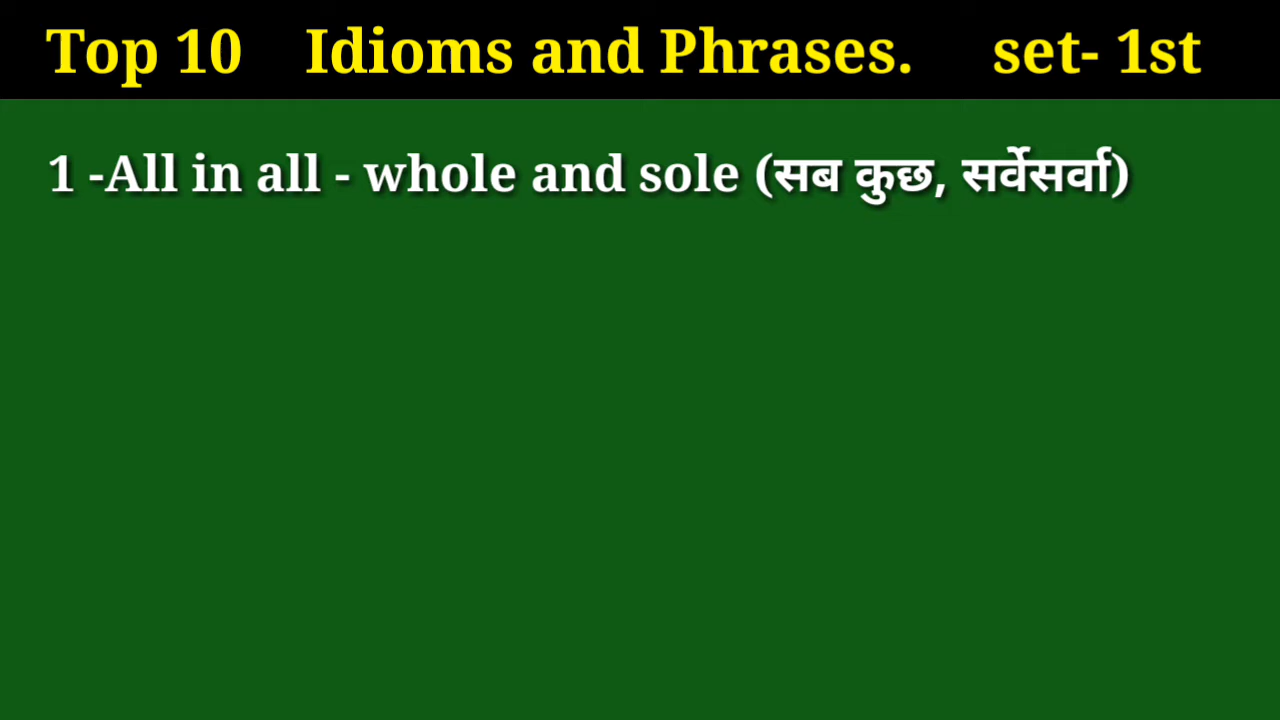 Top 10 Idioms and Phrases. set- 1st
1 -All in all - whole and sole (सब कुछ, सर्वेसर्वा)